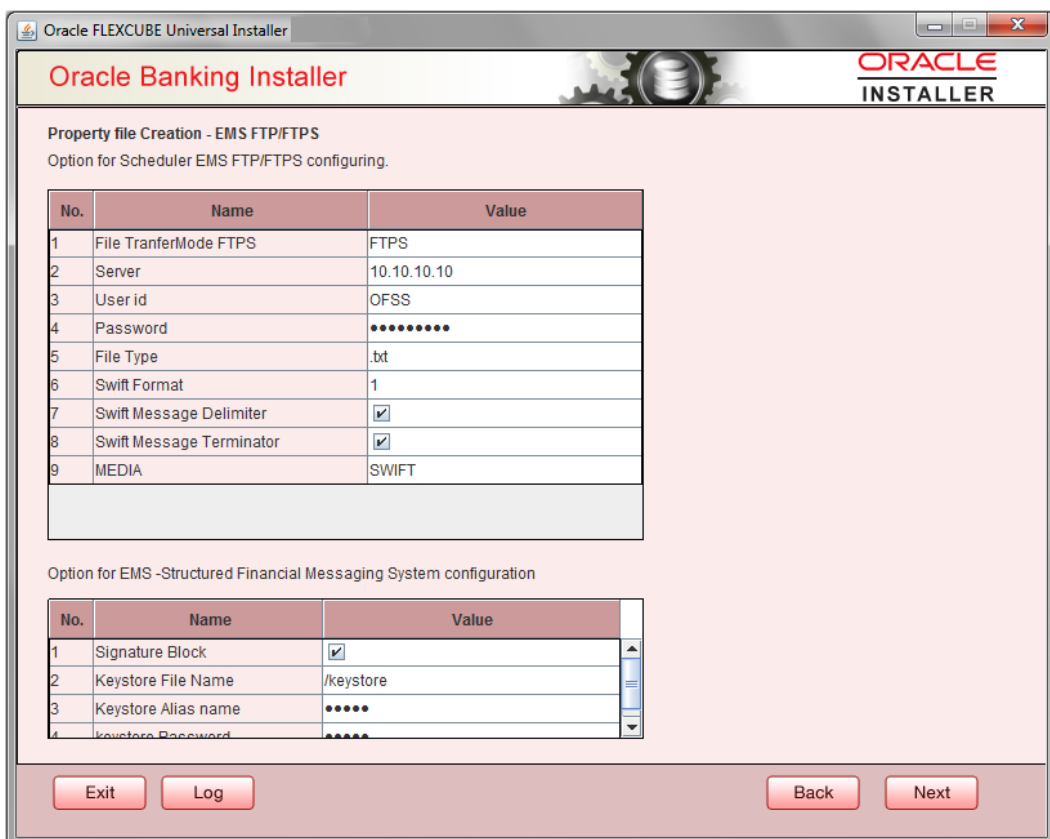 Oracle FLEXCUBE Universal Installer
Oracle Banking Installer
ORACLE
INSTALLER
Property file Creation - EMS FTP/FTPS
Option for Scheduler EMS FTP/FTPS configuring.
No. Name Value
1 File TranferMode FTPS FTPS
2 Server 10.10.10.10
3 User id OFSS
4 Password •••••••••
5 File Type .txt
6 Swift Format 1
7 Swift Message Delimiter
8 Swift Message Terminator
9 MEDIA SWIFT
Option for EMS -Structured Financial Messaging System configuration
No. Name Value
1 Signature Block
2 Keystore File Name /keystore
3 Keystore Alias name •••••
4 keystore Password •••••
Exit Log Back Next